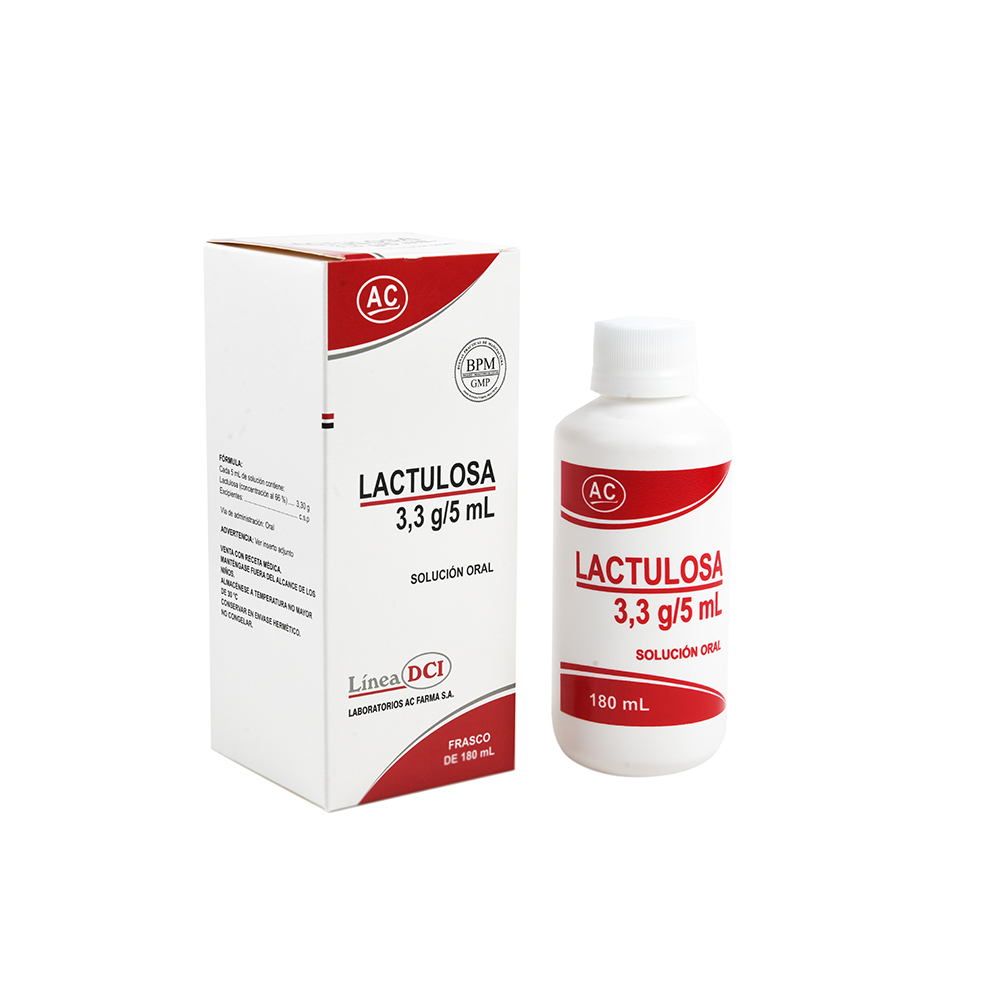 LACTULOSA
AC
BPM
GMP
LACTULOSA
3,3 g/5 mL
SOLUCIÓN ORAL
Línea DCI
LABORATORIOS AC FARMA S.A.
FRASCO
DE 180 mL
FÓRMULA:
Cada 5 mL de solución contiene:
Lactulosa (concentración al 66 %) ..... 3,30 g
Excipientes: .......................... c.s.p
Vía de administración: Oral
ADVERTENCIA: Ver inserto adjunto
VENTA CON RECETA MÉDICA.
MANTÉNGASE FUERA DEL ALCANCE DE LOS
NIÑOS.
ALMACÉNESE A TEMPERATURA NO MAYOR
DE 30 °C
CONSERVAR EN ENVASE HERMÉTICO.
NO CONGELAR.
AC
LACTULOSA
3,3 g/5 mL
SOLUCIÓN ORAL
180 mL